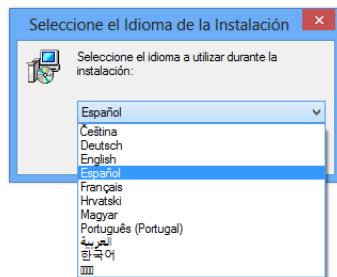 Seleccione el Idioma de la Instalación
Seleccione el idioma a utilizar durante la
instalación:
Español
Čeština
Deutsch
English
Español
Français
Hrvatski
Magyar
Português (Portugal)
العربية
한국어